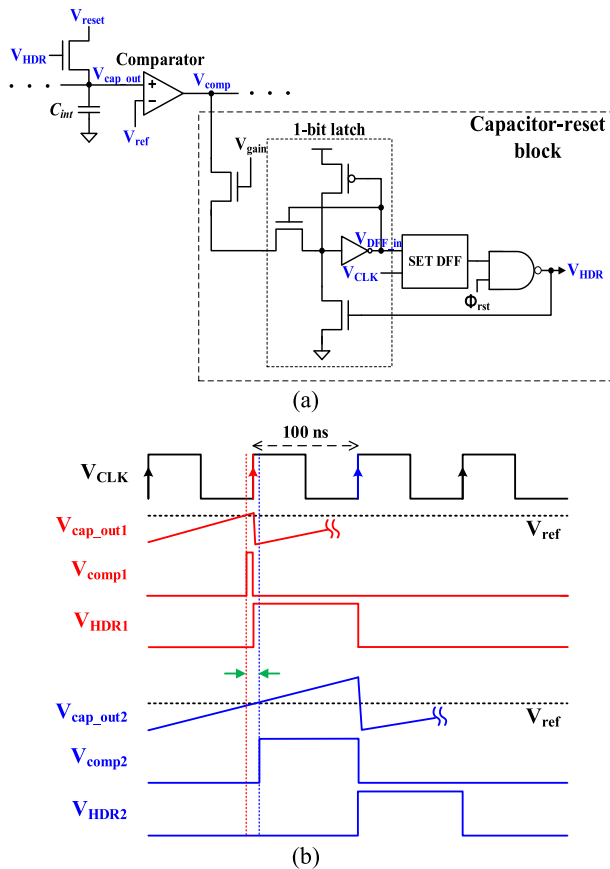 V_reset
V_HDR
Comparator
V_cap_out
V_comp
+
−
C_int
V_ref
Capacitor-reset
block
1-bit latch
V_gain
V_DFF_in
SET DFF
V_CLK
V_HDR
Φ_rst
(a)
100 ns
V_CLK
V_cap_out1
V_ref
V_comp1
V_HDR1
V_cap_out2
V_ref
V_comp2
V_HDR2
(b)